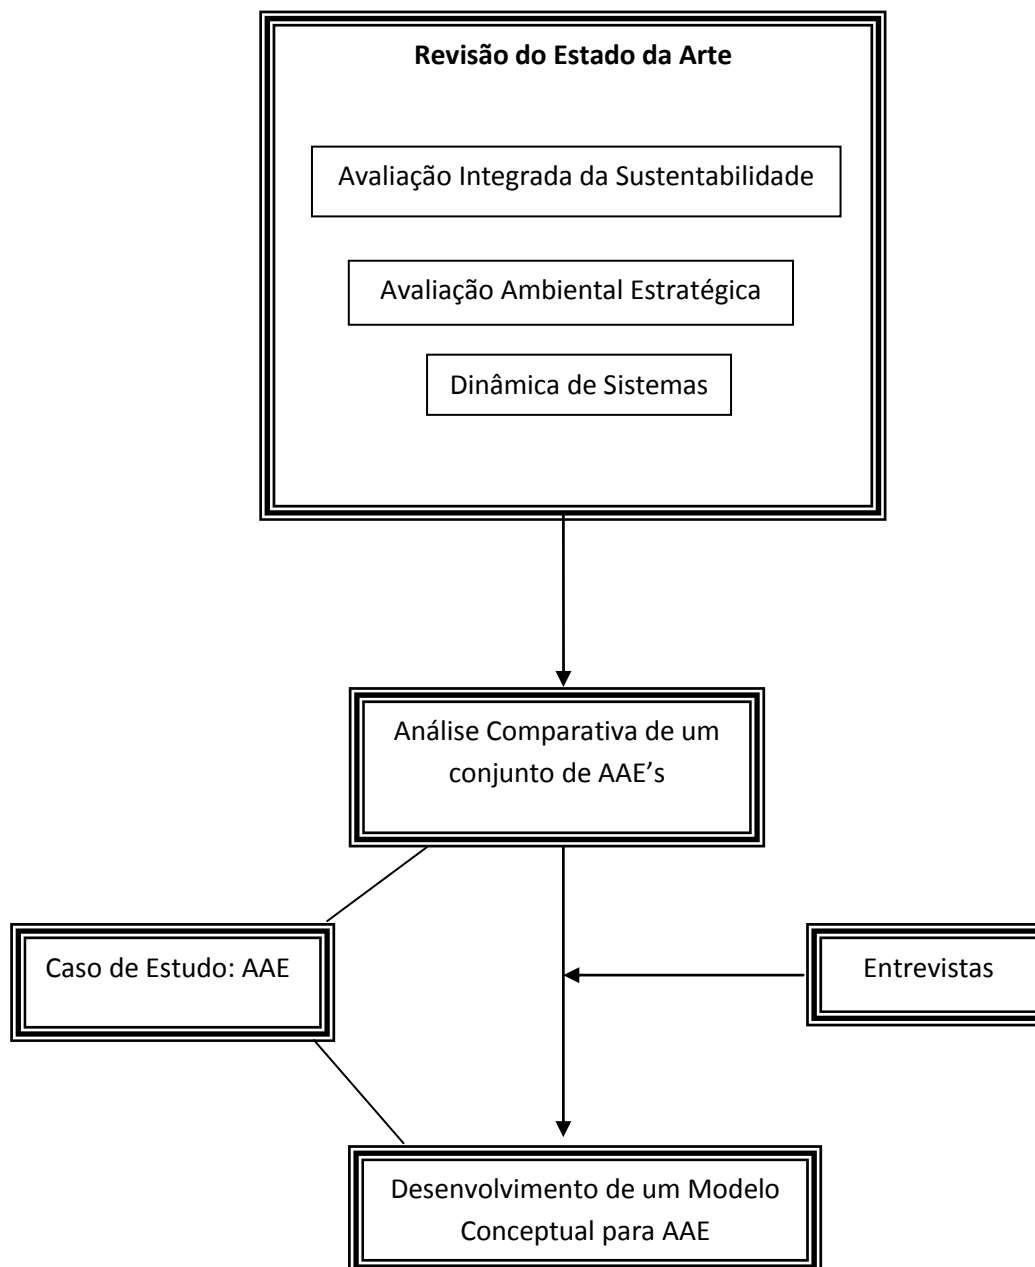 Revisão do Estado da Arte
Avaliação Integrada da Sustentabilidade
Avaliação Ambiental Estratégica
Dinâmica de Sistemas
Análise Comparativa de um
conjunto de AAE’s
Caso de Estudo: AAE
Entrevistas
Desenvolvimento de um Modelo
Conceptual para AAE